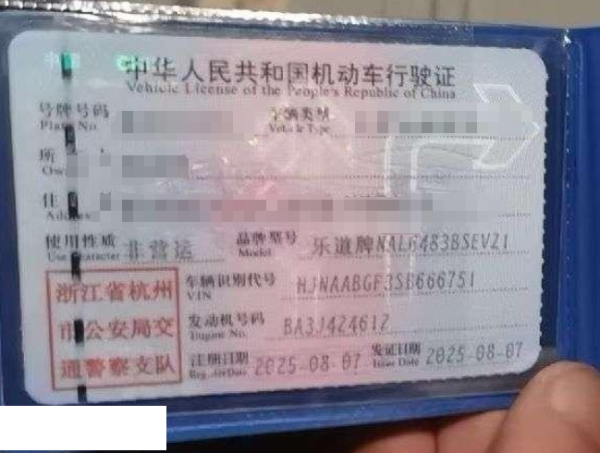 中华人民共和国机动车行驶证
Vehicle License of the People's Republic of China
号牌号码 车辆类型
Plate No. Vehicle Type
所
住
Address
使用性质 非营运 品牌型号 乐道牌NAL6483BSEVZ1
Use Character Model
浙江省杭州 车辆识别代号 HJNAABGF3SB666751
VIN
市公安局交 发动机号码 BA3J424612
Engine No.
通警察支队 注册日期 2025-08-07 发证日期 2025-08-07
Register Date Issue Date